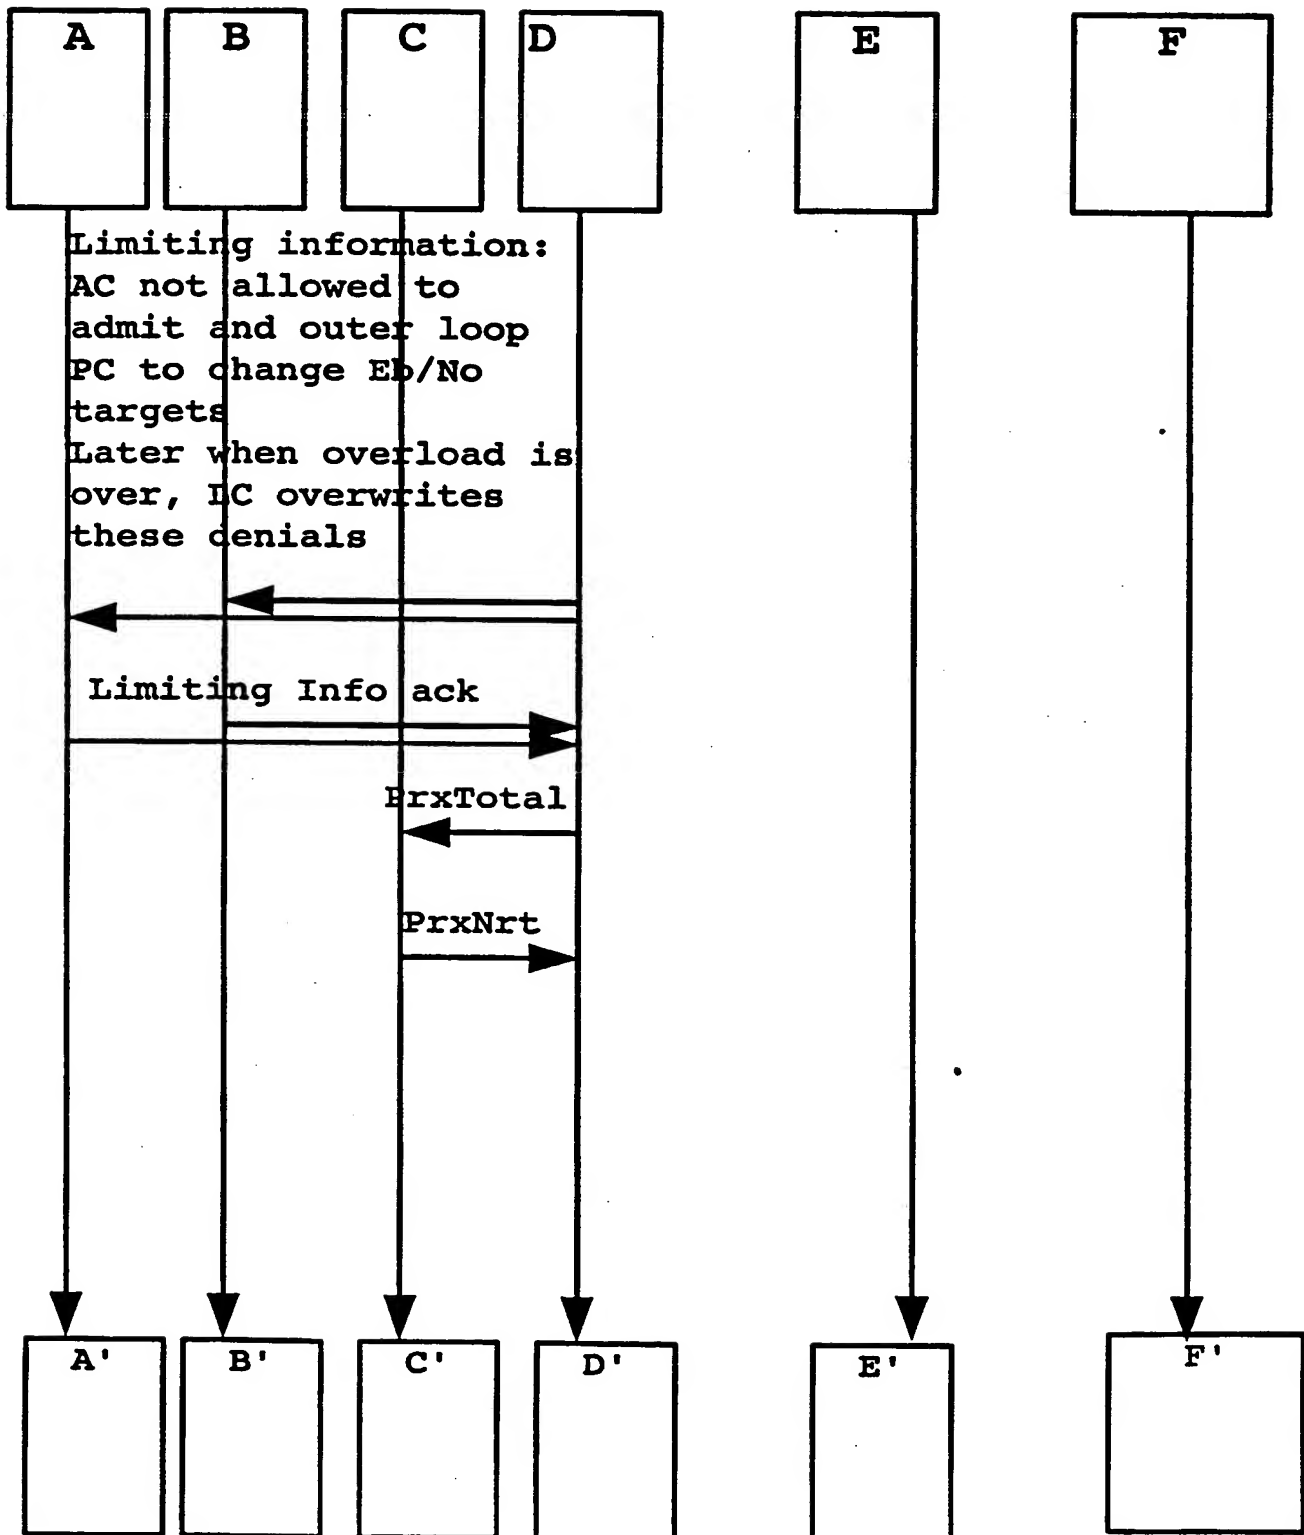 A B C D E F
Limiting information:
AC not allowed to
admit and outer loop
PC to change Eb/No
targets
Later when overload is
over, LC overwrites
these denials
Limiting Info ack
PrxTotal
PrxNrt
A' B' C' D' E' F'